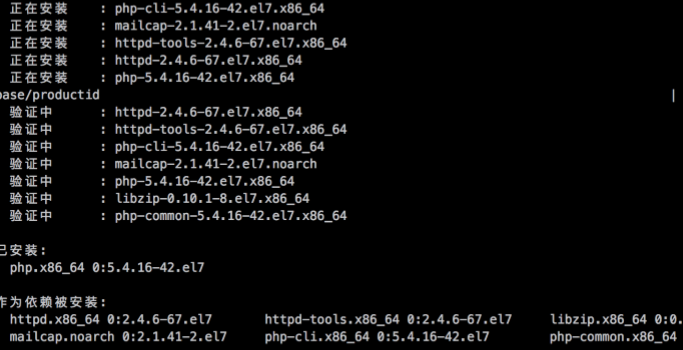 正在安装    : php-cli-5.4.16-42.el7.x86_64
正在安装    : mailcap-2.1.41-2.el7.noarch
正在安装    : httpd-tools-2.4.6-67.el7.x86_64
正在安装    : httpd-2.4.6-67.el7.x86_64
正在安装    : php-5.4.16-42.el7.x86_64
base/productid |
验证中      : httpd-2.4.6-67.el7.x86_64
验证中      : httpd-tools-2.4.6-67.el7.x86_64
验证中      : php-cli-5.4.16-42.el7.x86_64
验证中      : mailcap-2.1.41-2.el7.noarch
验证中      : php-5.4.16-42.el7.x86_64
验证中      : libzip-0.10.1-8.el7.x86_64
验证中      : php-common-5.4.16-42.el7.x86_64
已安装:
php.x86_64 0:5.4.16-42.el7
作为依赖被安装:
httpd.x86_64 0:2.4.6-67.el7 httpd-tools.x86_64 0:2.4.6-67.el7 libzip.x86_64 0:0.
mailcap.noarch 0:2.1.41-2.el7 php-cli.x86_64 0:5.4.16-42.el7 php-common.x86_64